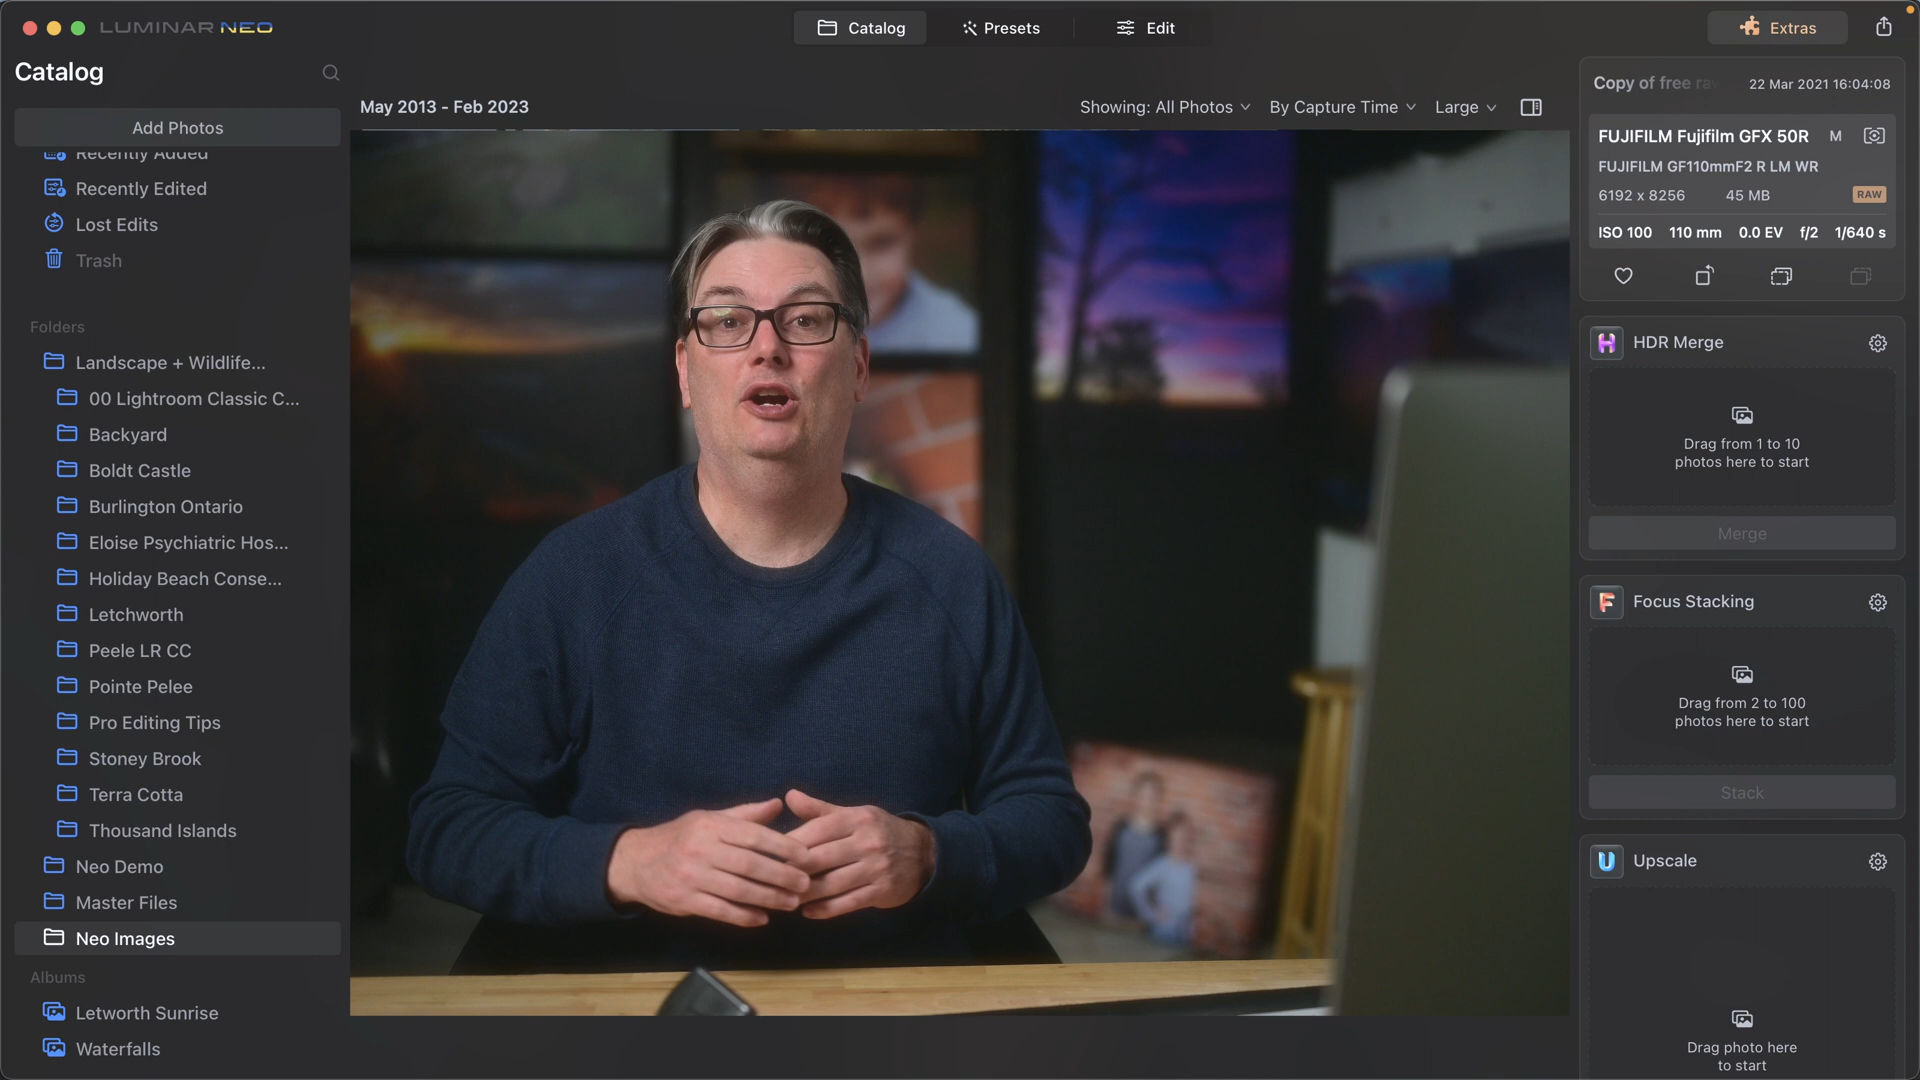 LUMINAR NEO
Catalog
Presets
Edit
Extras
Catalog
Add Photos
Recently Added
Recently Edited
Lost Edits
Trash
Folders
Landscape + Wildlife...
00 Lightroom Classic C...
Backyard
Boldt Castle
Burlington Ontario
Eloise Psychiatric Hos...
Holiday Beach Conse...
Letchworth
Peele LR CC
Pointe Pelee
Pro Editing Tips
Stoney Brook
Terra Cotta
Thousand Islands
Neo Demo
Master Files
Neo Images
Albums
Letworth Sunrise
Waterfalls
May 2013 - Feb 2023
Showing: All Photos
By Capture Time
Large
Copy of free ra 22 Mar 2021 16:04:08
FUJIFILM Fujifilm GFX 50R M
FUJIFILM GF110mmF2 R LM WR
6192 x 8256 45 MB RAW
ISO 100 110 mm 0.0 EV f/2 1/640 s
H HDR Merge
Drag from 1 to 10
photos here to start
Merge
F Focus Stacking
Drag from 2 to 100
photos here to start
Stack
U Upscale
Drag photo here
to start